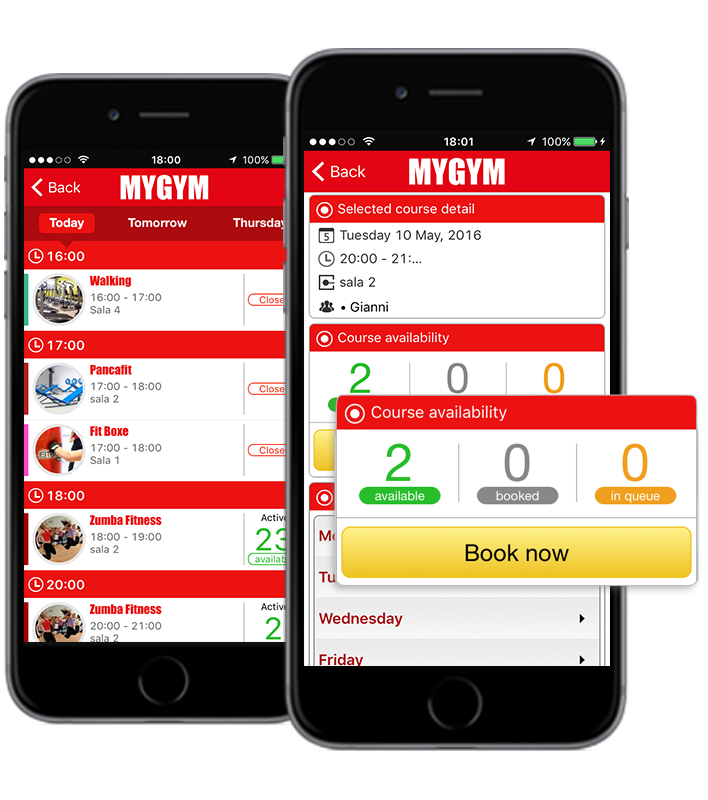 18:00
100%
Back
MYGYM
Today
Tomorrow
Thursday
16:00
Walking
16:00 - 17:00
Sala 4
Close
17:00
Pancafit
17:00 - 18:00
sala 2
Close
Fit Boxe
17:00 - 18:00
Sala 1
Close
18:00
Zumba Fitness
18:00 - 19:00
sala 2
Active
23
availab
20:00
Zumba Fitness
20:00 - 21:00
sala 2
Active
2
18:01
100%
Back
MYGYM
Selected course detail
5
Tuesday 10 May, 2016
20:00 - 21:...
sala 2
• Gianni
Course availability
2
0
0
Course availability
2
0
0
available
booked
in queue
Book now
Mo
Tu
Wednesday
Friday